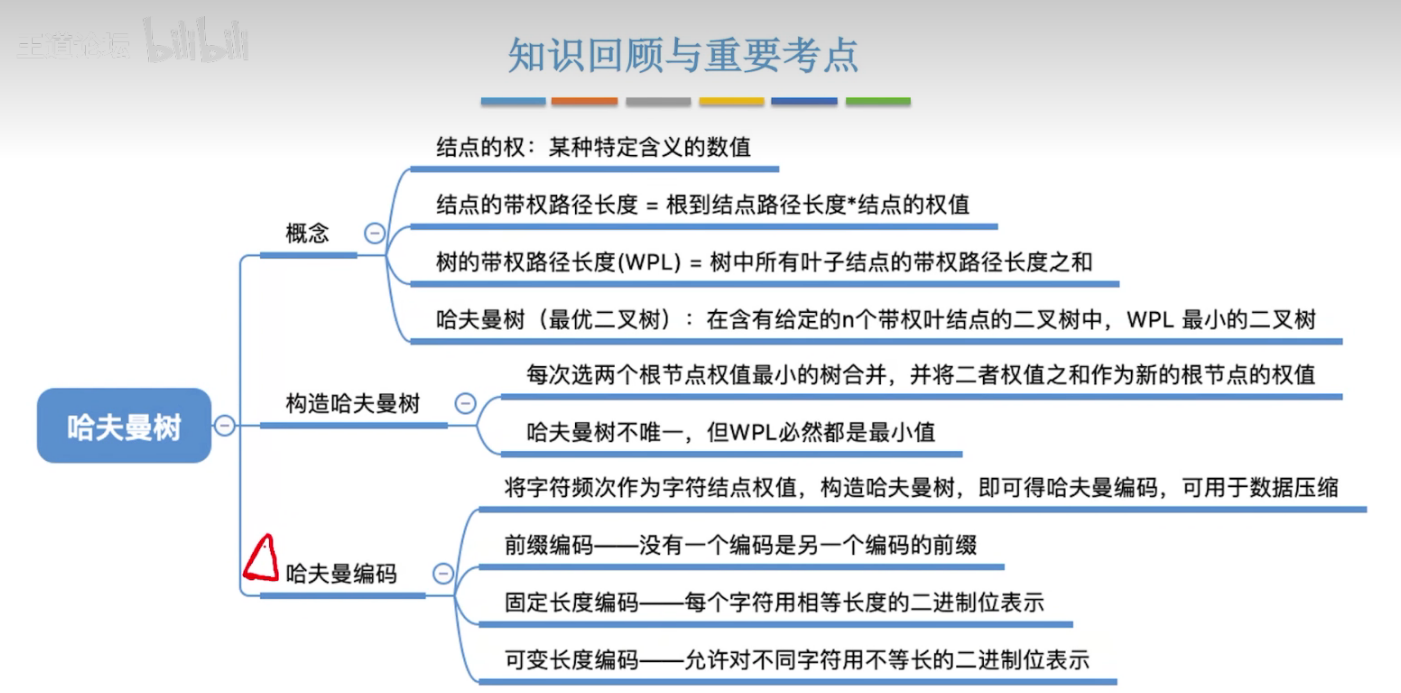 王道论坛 bilibili
知识回顾与重要考点
结点的权：某种特定含义的数值
结点的带权路径长度 = 根到结点路径长度*结点的权值
概念
树的带权路径长度(WPL) = 树中所有叶子结点的带权路径长度之和
哈夫曼树（最优二叉树）：在含有给定的n个带权叶结点的二叉树中，WPL 最小的二叉树
每次选两个根节点权值最小的树合并，并将二者权值之和作为新的根节点的权值
构造哈夫曼树
哈夫曼树
哈夫曼树不唯一，但WPL必然都是最小值
将字符频次作为字符结点权值，构造哈夫曼树，即可得哈夫曼编码，可用于数据压缩
前缀编码——没有一个编码是另一个编码的前缀
哈夫曼编码
固定长度编码——每个字符用相等长度的二进制位表示
可变长度编码——允许对不同字符用不等长的二进制位表示